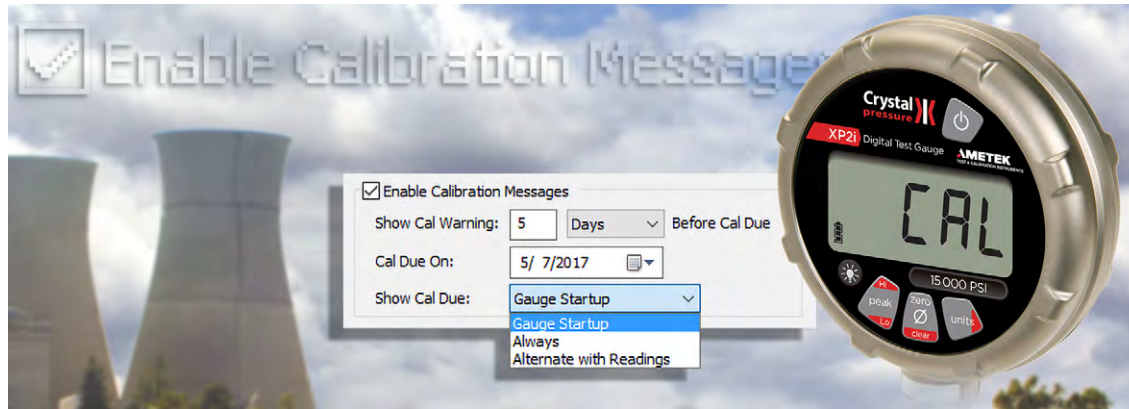 Enable Calibration Messages
Enable Calibration Messages
Show Cal Warning: 5 Days Before Cal Due
Cal Due On: 5/ 7/2017
Show Cal Due: Gauge Startup
Gauge Startup
Always
Alternate with Readings
Crystal
pressure
XP2i Digital Test Gauge
AMETEK
TEST & CALIBRATION INSTRUMENTS
CAL
15 000 PSI
Hi
peak
Lo
zero
Ø
clear
units